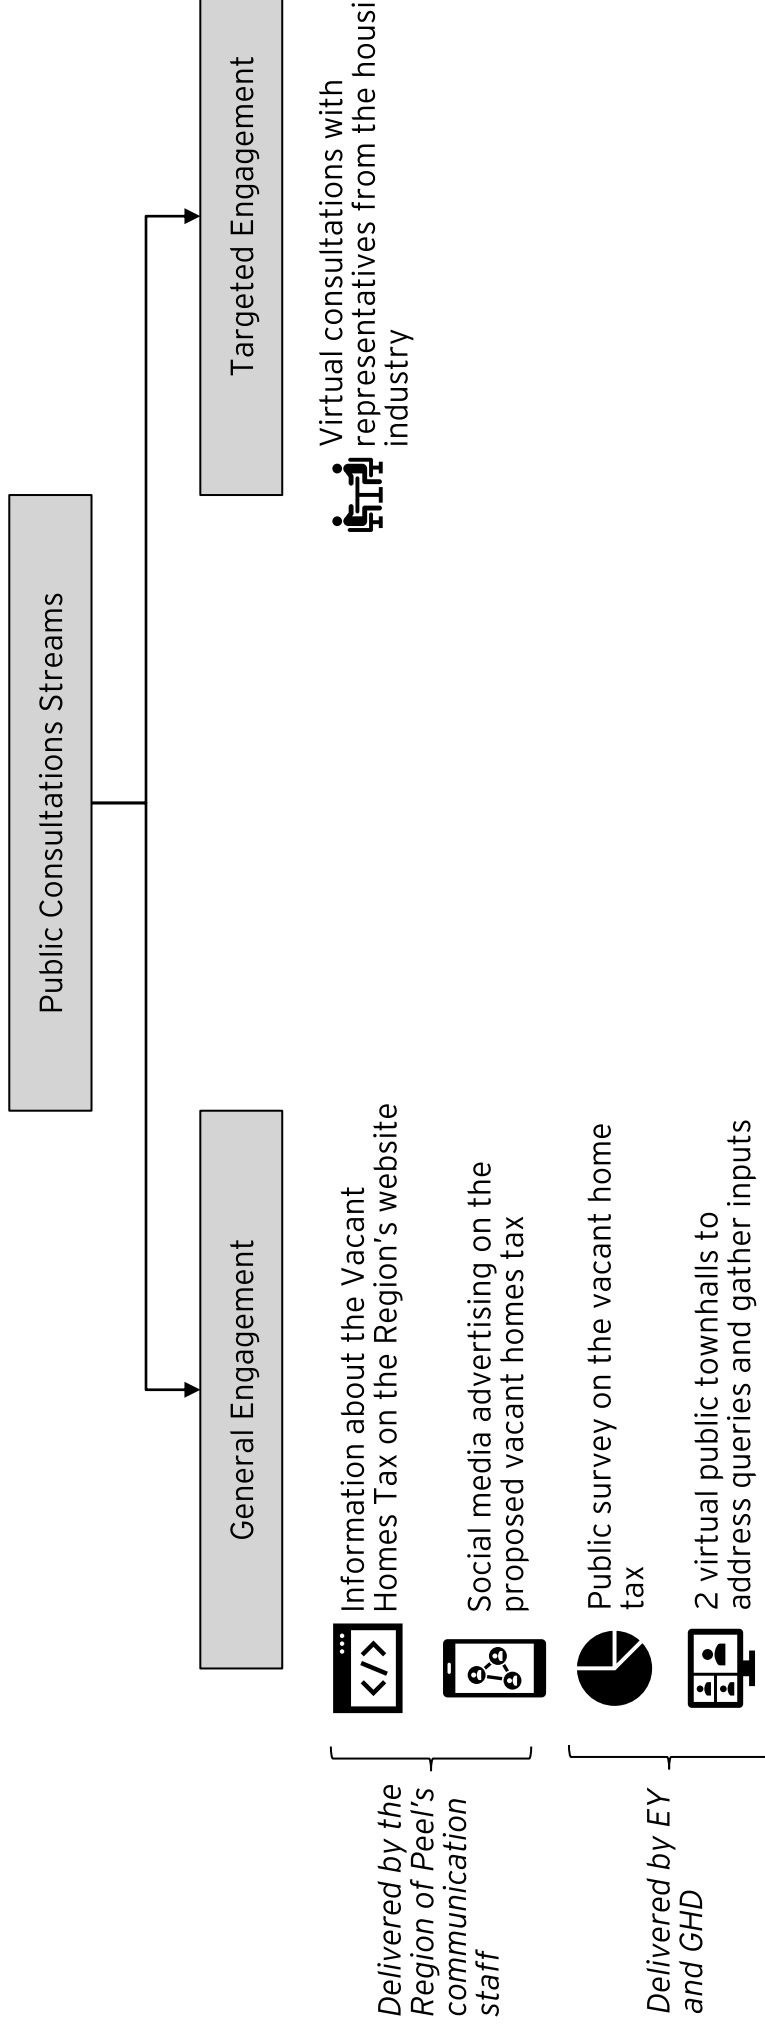 Public Consultations Streams
General Engagement
Targeted Engagement
Delivered by the
Region of Peel's
communication
staff
Information about the Vacant
Homes Tax on the Region's website
Social media advertising on the
proposed vacant homes tax
Delivered by EY
and GHD
Public survey on the vacant home
tax
2 virtual public townhalls to
address queries and gather inputs
Virtual consultations with
representatives from the housi
industry